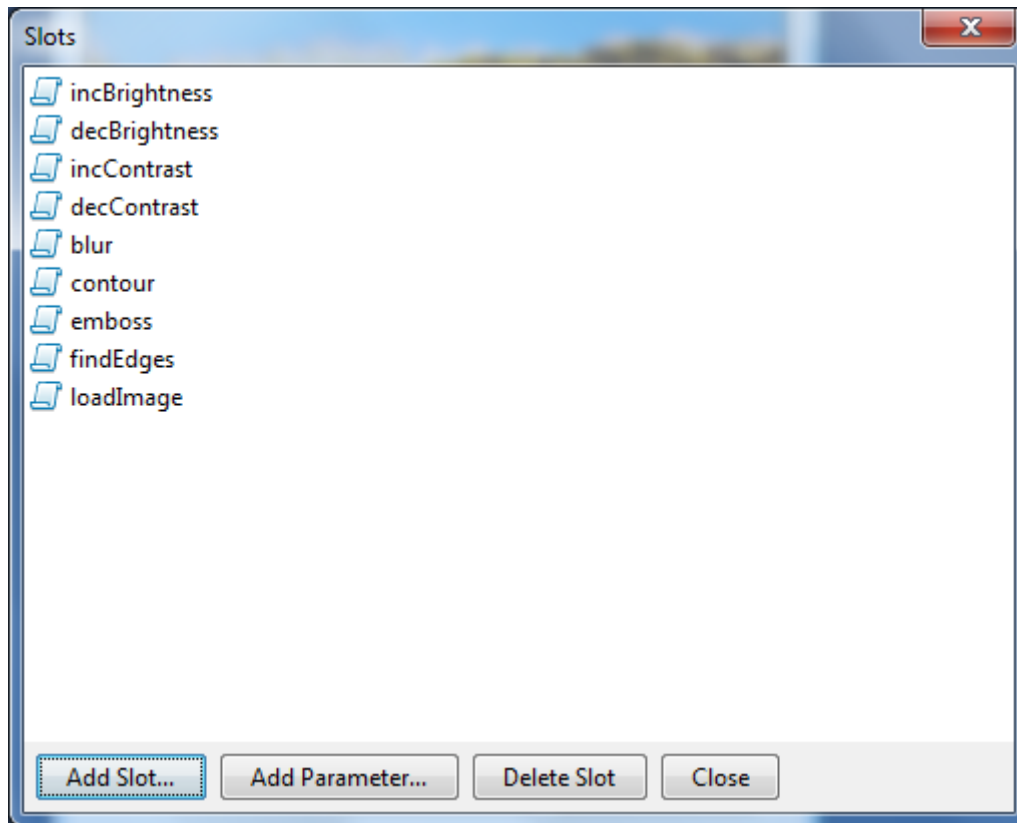 Slots
incBrightness
decBrightness
incContrast
decContrast
blur
contour
emboss
findEdges
loadImage
Add Slot... Add Parameter... Delete Slot Close